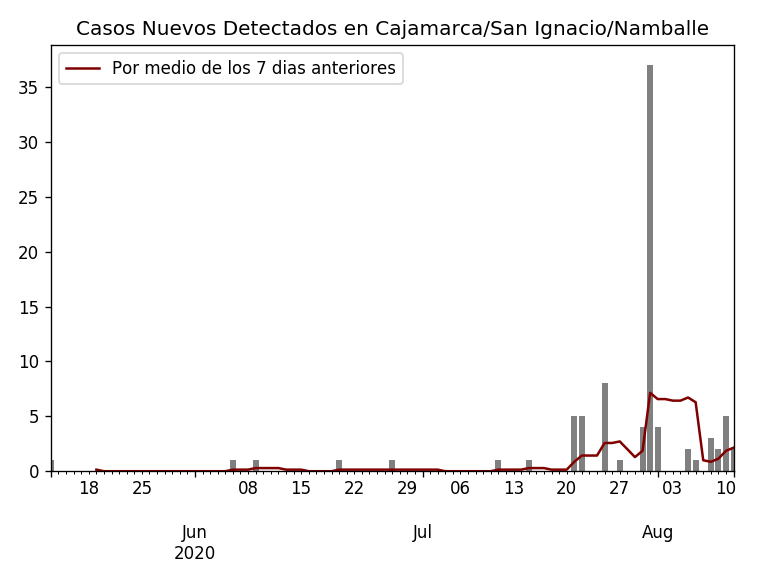 Casos Nuevos Detectados en Cajamarca/San Ignacio/Namballe
Por medio de los 7 dias anteriores
35
30
25
20
15
10
5
0
18 25 08 15 22 29 06 13 20 27 03 10
Jun Jul Aug
2020